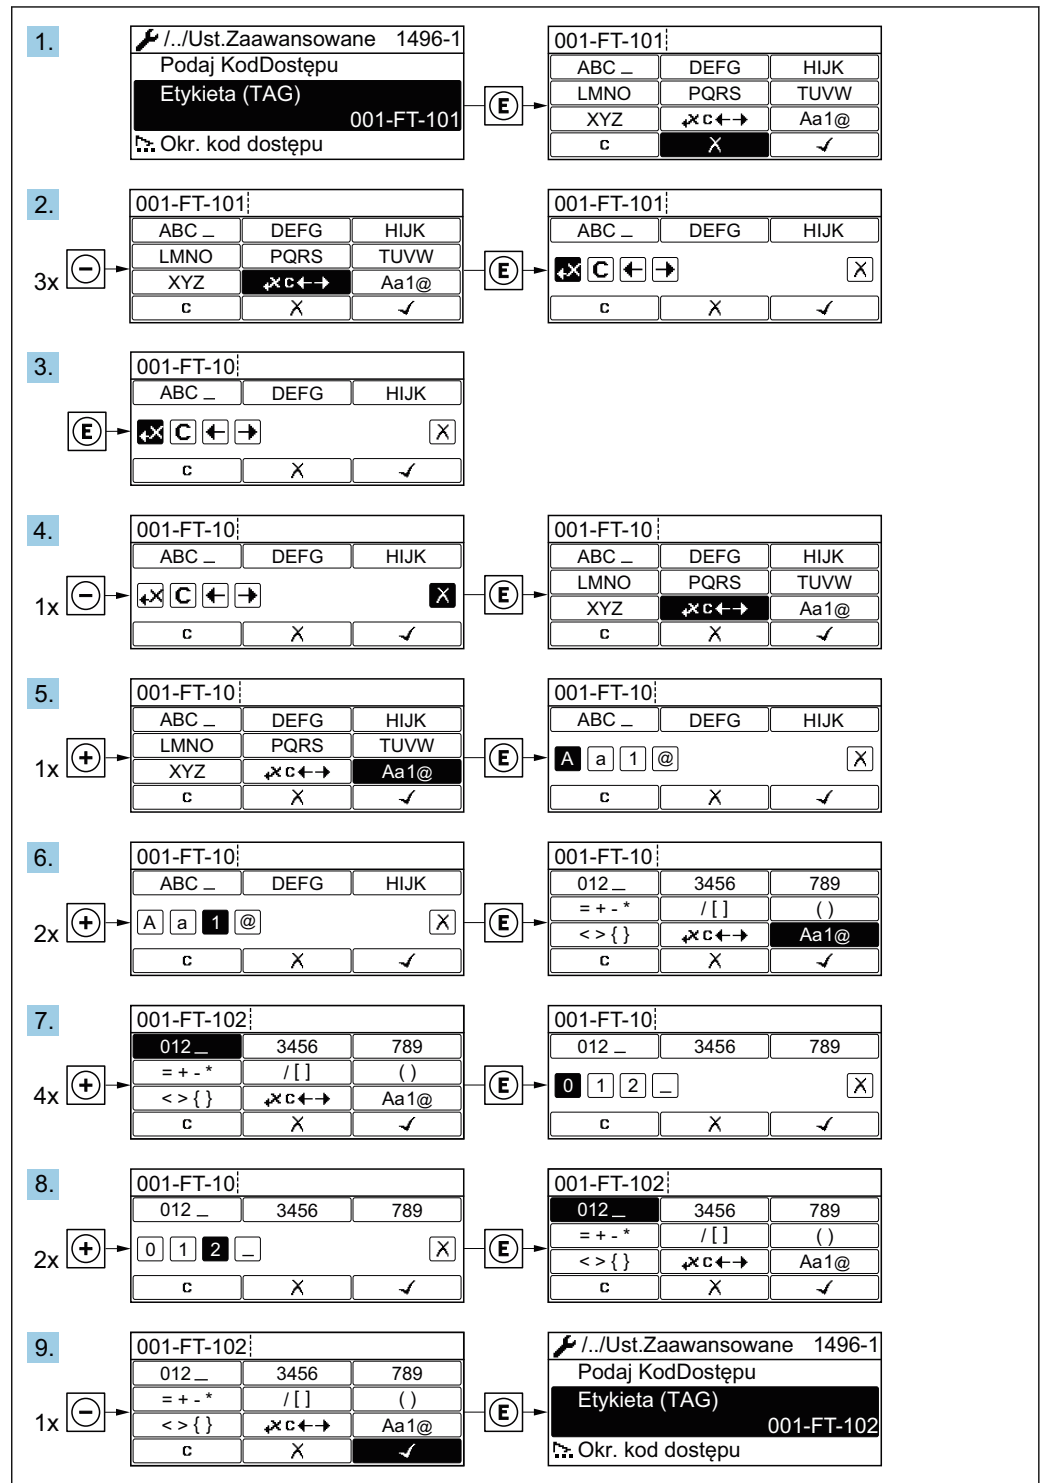 1.
/../Ust.Zaawansowane 1496-1
Podaj KodDostępu
Etykieta (TAG)
001-FT-101
Okr. kod dostępu
E
001-FT-101
ABC _ DEFG HIJK
LMNO PQRS TUVW
XYZ C Aa1@
C X ✓
2.
3x
001-FT-101
ABC _ DEFG HIJK
LMNO PQRS TUVW
XYZ C Aa1@
C X ✓
E
001-FT-101
ABC _ DEFG HIJK
C X
C X ✓
3.
E
001-FT-10
ABC _ DEFG HIJK
C X
C X ✓
4.
1x
001-FT-10
ABC _ DEFG HIJK
C X
C X ✓
E
001-FT-10
ABC _ DEFG HIJK
LMNO PQRS TUVW
XYZ C Aa1@
C X ✓
5.
1x +
001-FT-10
ABC _ DEFG HIJK
LMNO PQRS TUVW
XYZ C Aa1@
C X ✓
E
001-FT-10
ABC _ DEFG HIJK
A a 1 @ X
C X ✓
6.
2x +
001-FT-10
ABC _ DEFG HIJK
A a 1 @ X
C X ✓
E
001-FT-10
012 _ 3456 789
= + - * / [ ] ( )
< > { } C Aa1@
C X ✓
7.
4x +
001-FT-102
012 _ 3456 789
= + - * / [ ] ( )
< > { } C Aa1@
C X ✓
E
001-FT-10
012 _ 3456 789
0 1 2 _ X
C X ✓
8.
2x +
001-FT-10
012 _ 3456 789
0 1 2 _ X
C X ✓
E
001-FT-102
012 _ 3456 789
= + - * / [ ] ( )
< > { } C Aa1@
C X ✓
9.
1x
001-FT-102
012 _ 3456 789
= + - * / [ ] ( )
< > { } C Aa1@
C X ✓
E
/../Ust.Zaawansowane 1496-1
Podaj KodDostępu
Etykieta (TAG)
001-FT-102
Okr. kod dostępu